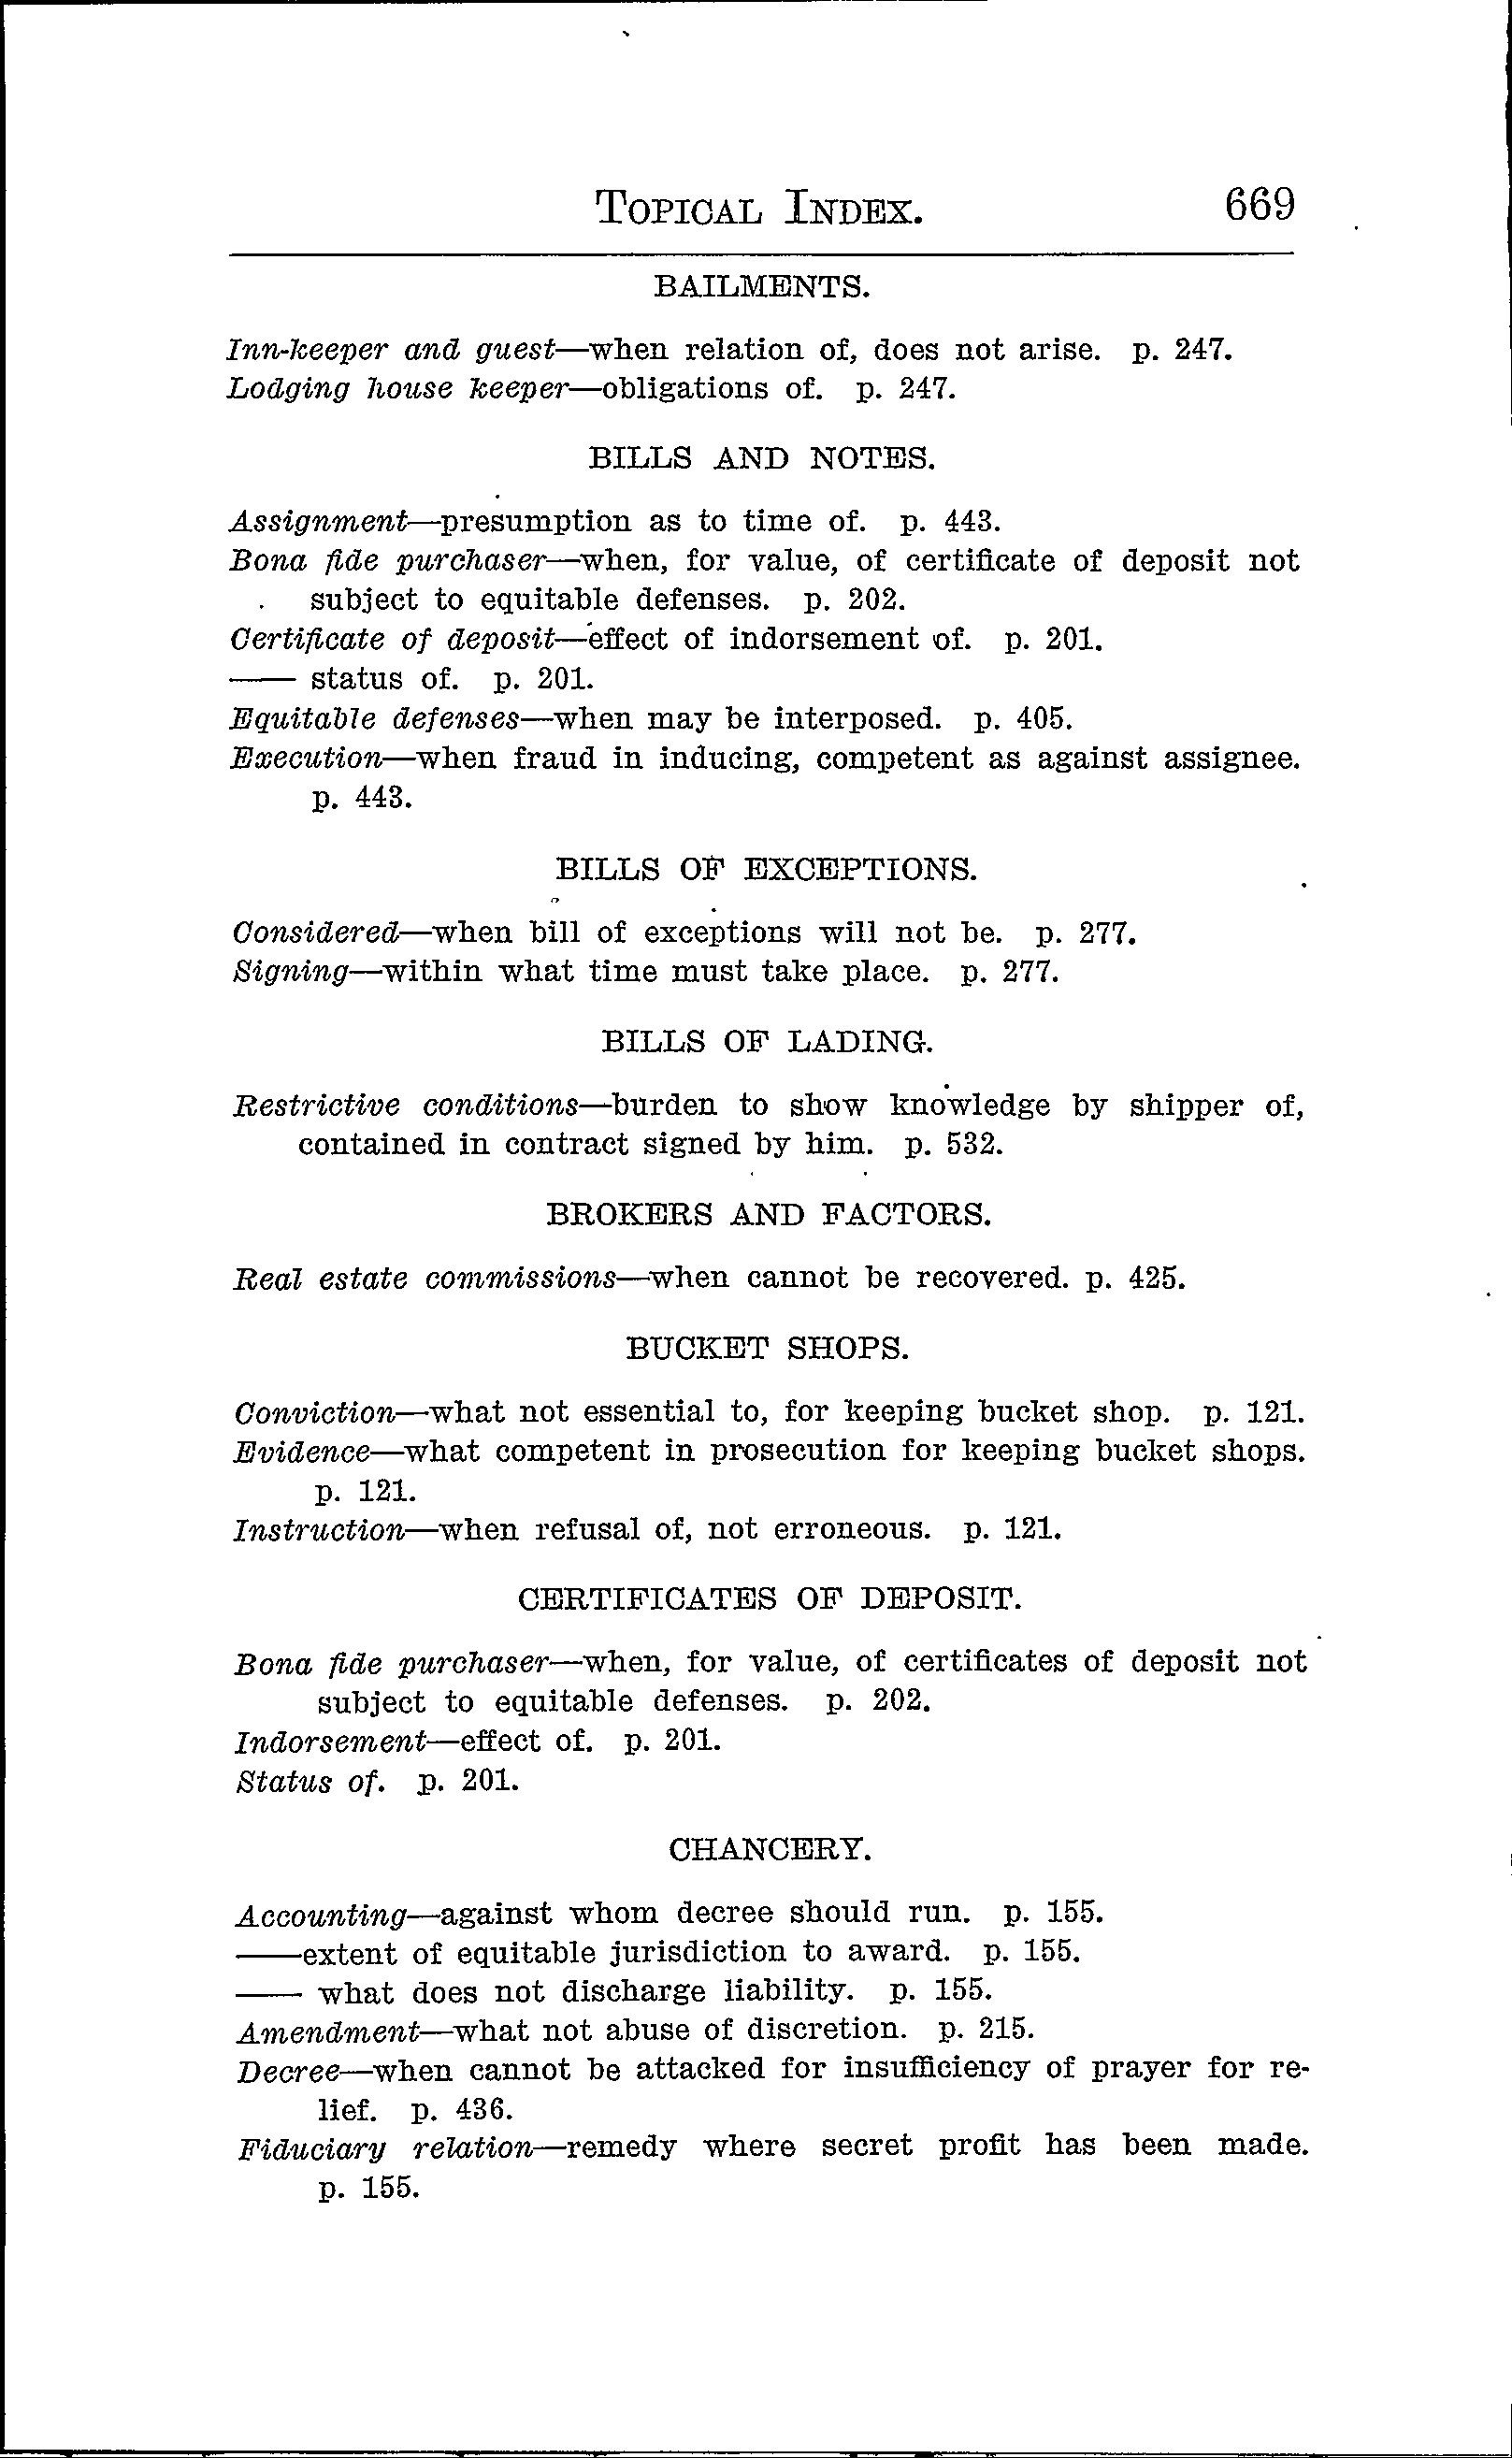 TOPICAL INDEX. 669
BAILMENTS.
Inn-keeper and guest—when relation of, does not arise. p. 247.
Lodging house keeper—obligations of. p. 247.
BILLS AND NOTES.
Assignment—presumption as to time of. p. 443.
Bona fide purchaser—when, for value, of certificate of deposit not
subject to equitable defenses. p. 202.
Certificate of deposit—effect of indorsement of. p. 201.
—— status of. p. 201.
Equitable defenses—when may be interposed. p. 405.
Execution—when fraud in inducing, competent as against assignee.
p. 443.
BILLS OF EXCEPTIONS.
Considered—when bill of exceptions will not be. p. 277.
Signing—within what time must take place. p. 277.
BILLS OF LADING.
Restrictive conditions—burden to show knowledge by shipper of,
contained in contract signed by him. p. 532.
BROKERS AND FACTORS.
Real estate commissions—when cannot be recovered. p. 425.
BUCKET SHOPS.
Conviction—what not essential to, for keeping bucket shop. p. 121.
Evidence—what competent in prosecution for keeping bucket shops.
p. 121.
Instruction—when refusal of, not erroneous. p. 121.
CERTIFICATES OF DEPOSIT.
Bona fide purchaser—when, for value, of certificates of deposit not
subject to equitable defenses. p. 202.
Indorsement—effect of. p. 201.
Status of. p. 201.
CHANCERY.
Accounting—against whom decree should run. p. 155.
——extent of equitable jurisdiction to award. p. 155.
—— what does not discharge liability. p. 155.
Amendment—what not abuse of discretion. p. 215.
Decree—when cannot be attacked for insufficiency of prayer for re-
lief. p. 436.
Fiduciary relation—remedy where secret profit has been made.
p. 155.